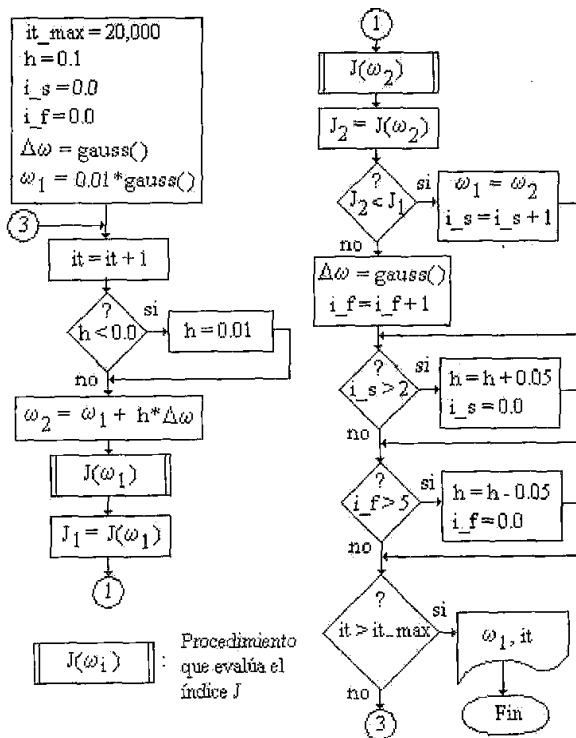 it_max = 20,000
h = 0.1
i_s = 0.0
i_f = 0.0
Δω = gauss()
ω₁ = 0.01*gauss()
3
it = it + 1
?
h < 0.0
si
h = 0.01
no
ω₂ = ω₁ + h*Δω
J(ω₁)
J₁ = J(ω₁)
1
J(ωᵢ)
:
Procedimiento
que evalúa el
índice J
1
J(ω₂)
J₂ = J(ω₂)
?
J₂ < J₁
si
ω₁ = ω₂
i_s = i_s + 1
no
Δω = gauss()
i_f = i_f + 1
?
i_s > 2
si
h = h + 0.05
i_s = 0.0
no
?
i_f > 5
si
h = h - 0.05
i_f = 0.0
no
?
it > it_max
si
ω₁, it
no
3
Fin